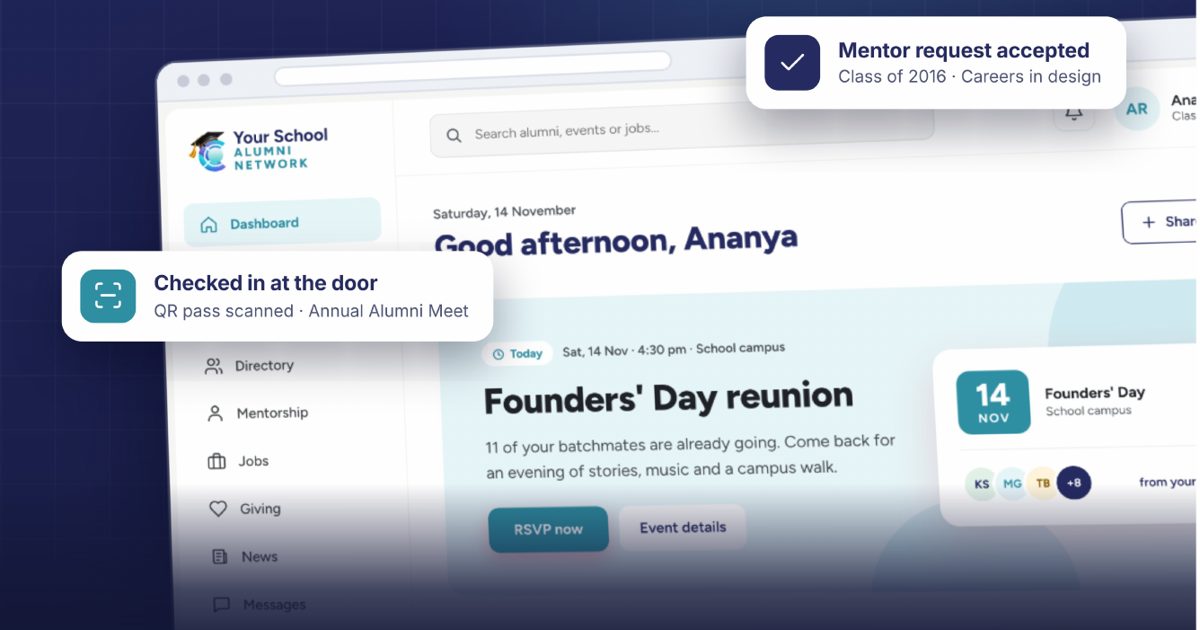 Mentor request accepted
Class of 2016 · Careers in design
Your School
ALUMNI
NETWORK
Search alumni, events or jobs...
AR
Dashboard
Saturday, 14 November
Good afternoon, Ananya
Checked in at the door
QR pass scanned · Annual Alumni Meet
Directory
Mentorship
Jobs
Giving
News
Messages
Today
Sat, 14 Nov · 4:30 pm · School campus
Founders' Day reunion
11 of your batchmates are already going. Come back for
an evening of stories, music and a campus walk.
RSVP now
Event details
14
NOV
Founders' Day
School campus
KS MG TB +8
from your